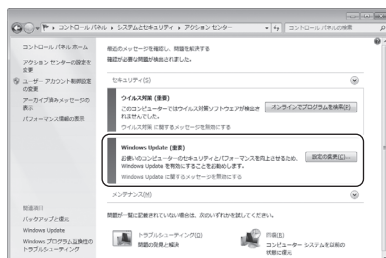 コントロール パネル ▸ システムとセキュリティ ▸ アクション センター
コントロール パネルの検索
コントロール パネル ホーム
アクション センターの設定を
変更
ユーザー アカウント制御設定
の変更
アーカイブ済みメッセージの
表示
パフォーマンス情報の表示
最近のメッセージを確認し、問題を解決する
必要な問題が検出されました。
セキュリティ(S)
ウイルス対策 (重要)
このコンピューターではウイルス対策ソフトウェアが検出さ
れませんでした。
オンラインでプログラムを検索(F)
ウイルス対策 に関するメッセージを無効にする
Windows Update (重要)
お使いのコンピューターのセキュリティとパフォーマンスを向上させるため、
Windows Update を有効にすることをお勧めします。
設定の変更(C)...
Windows Update に関するメッセージを無効にする
メンテナンス(M)
問題が一覧に記載されていない場合は、次のいずれかを試してください。
トラブルシューティング(O)
問題の発見と解決
回復(R)
コンピューター システムを以前の
状態に復元
関連項目
バックアップと復元
Windows Update
Windows プログラム互換性の
トラブルシューティング